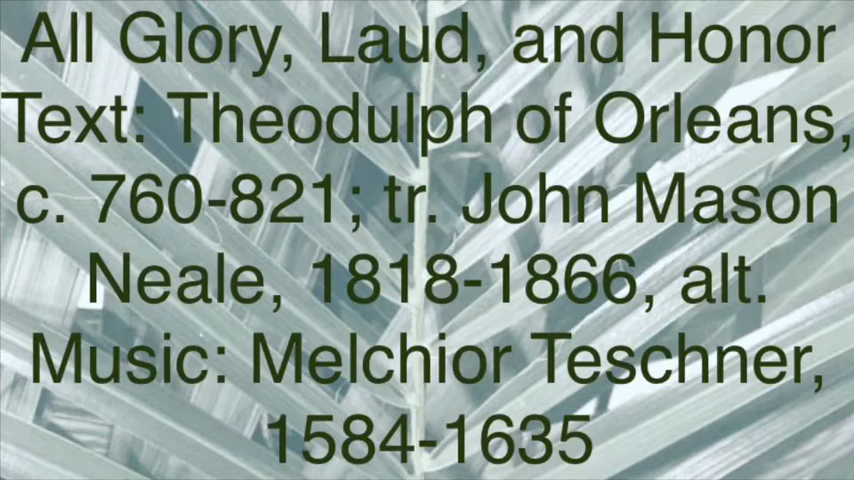 All Glory, Laud, and Honor
Text: Theodulph of Orleans,
c. 760-821; tr. John Mason
Neale, 1818-1866, alt.
Music: Melchior Teschner,
1584-1635